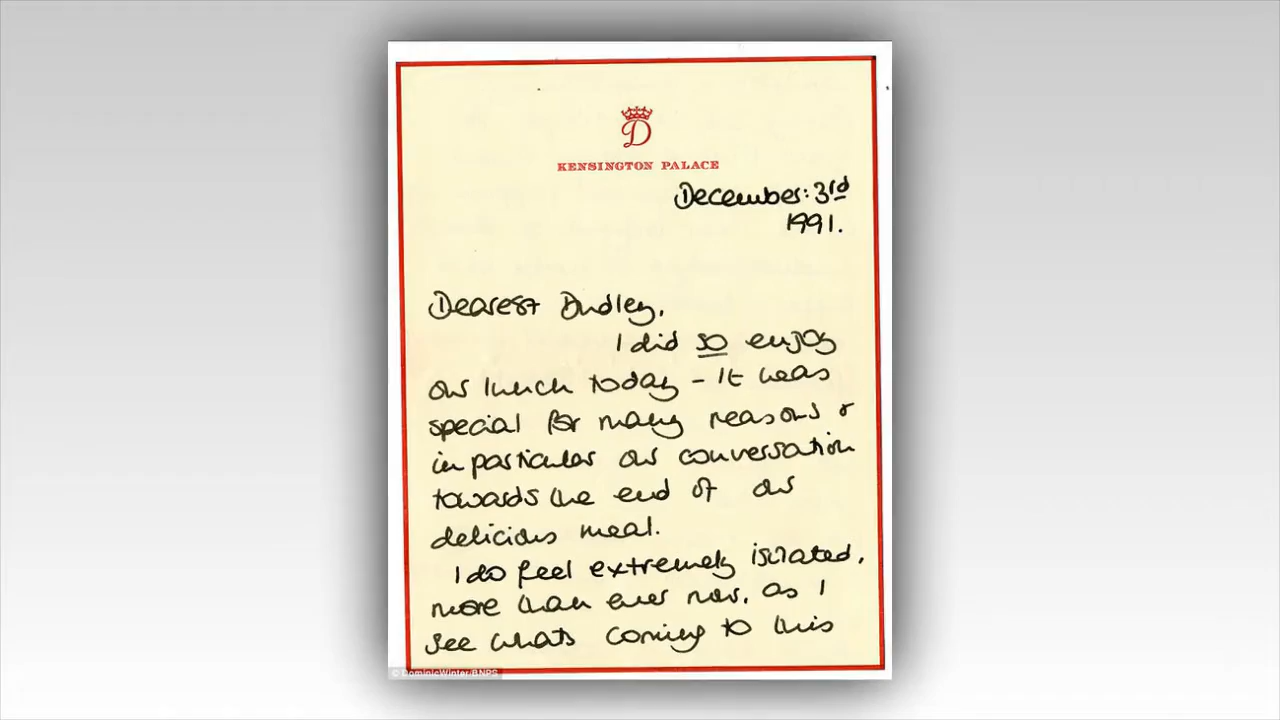 D
KENSINGTON PALACE
December: 3rd
1991.
Dearest Dudley,
I did so enjoy
our lunch today - It was
special for many reasons &
in particular our conversation
towards the end of our
delicious meal.
I do feel extremely isolated,
more than ever now, as I
see whats coming to this
© DominicWinter/BNPS